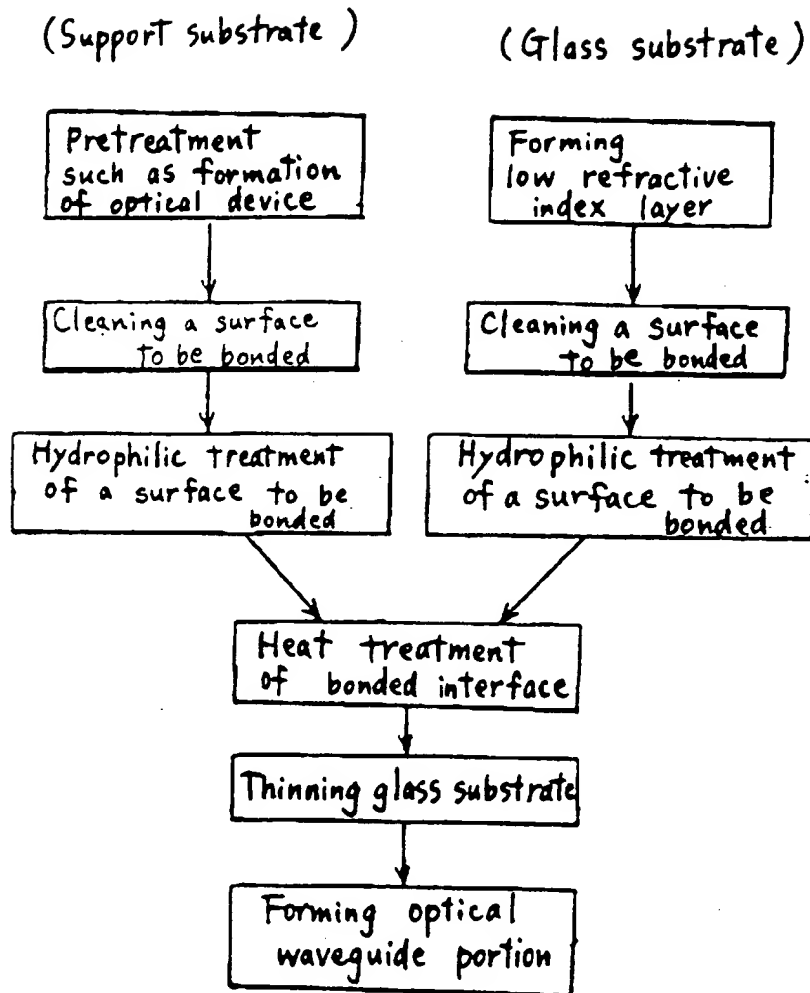 (Support substrate)
(Glass substrate)
Pretreatment
such as formation
of optical device
Forming
low refractive
index layer
Cleaning a surface
to be bonded
Cleaning a surface
to be bonded
Hydrophilic treatment
of a surface to be
bonded
Hydrophilic treatment
of a surface to be
bonded
Heat treatment
of bonded interface
Thinning glass substrate
Forming optical
waveguide portion